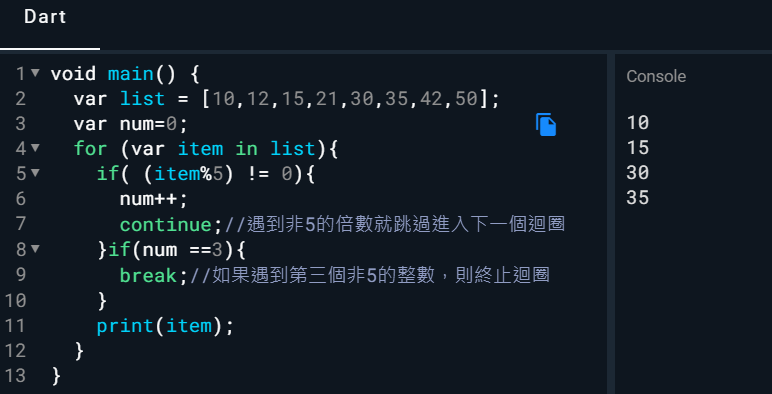 Dart
1 void main() {
2 var list = [10,12,15,21,30,35,42,50];
3 var num=0;
4 for (var item in list){
5 if( (item%5) != 0){
6 num++;
7 continue;//遇到非5的倍數就跳過進入下一個迴圈
8 }if(num ==3){
9 break;//如果遇到第三個非5的整數，則終止迴圈
10 }
11 print(item);
12 }
13 }
Console
10
15
30
35